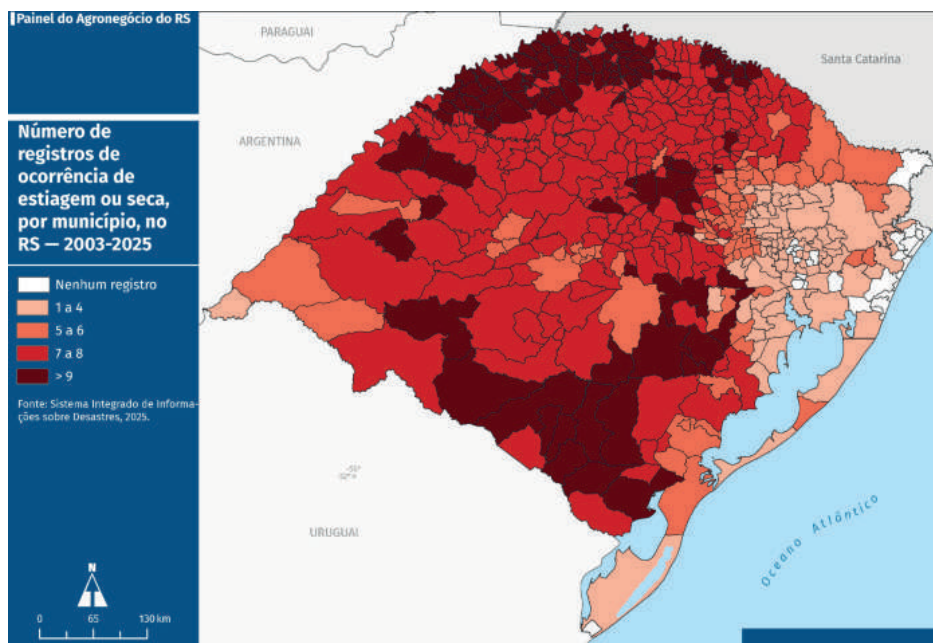 Painel do Agronegócio do RS
Número de
registros de
ocorrência de
estiagem ou seca,
por município, no
RS — 2003-2025
Nenhum registro
1 a 4
5 a 6
7 a 8
> 9
Fonte: Sistema Integrado de Informa-
ções sobre Desastres, 2025.
N
0 65 130 km
PARAGUAI
Santa Catarina
ARGENTINA
URUGUAI
Oceano Atlântico